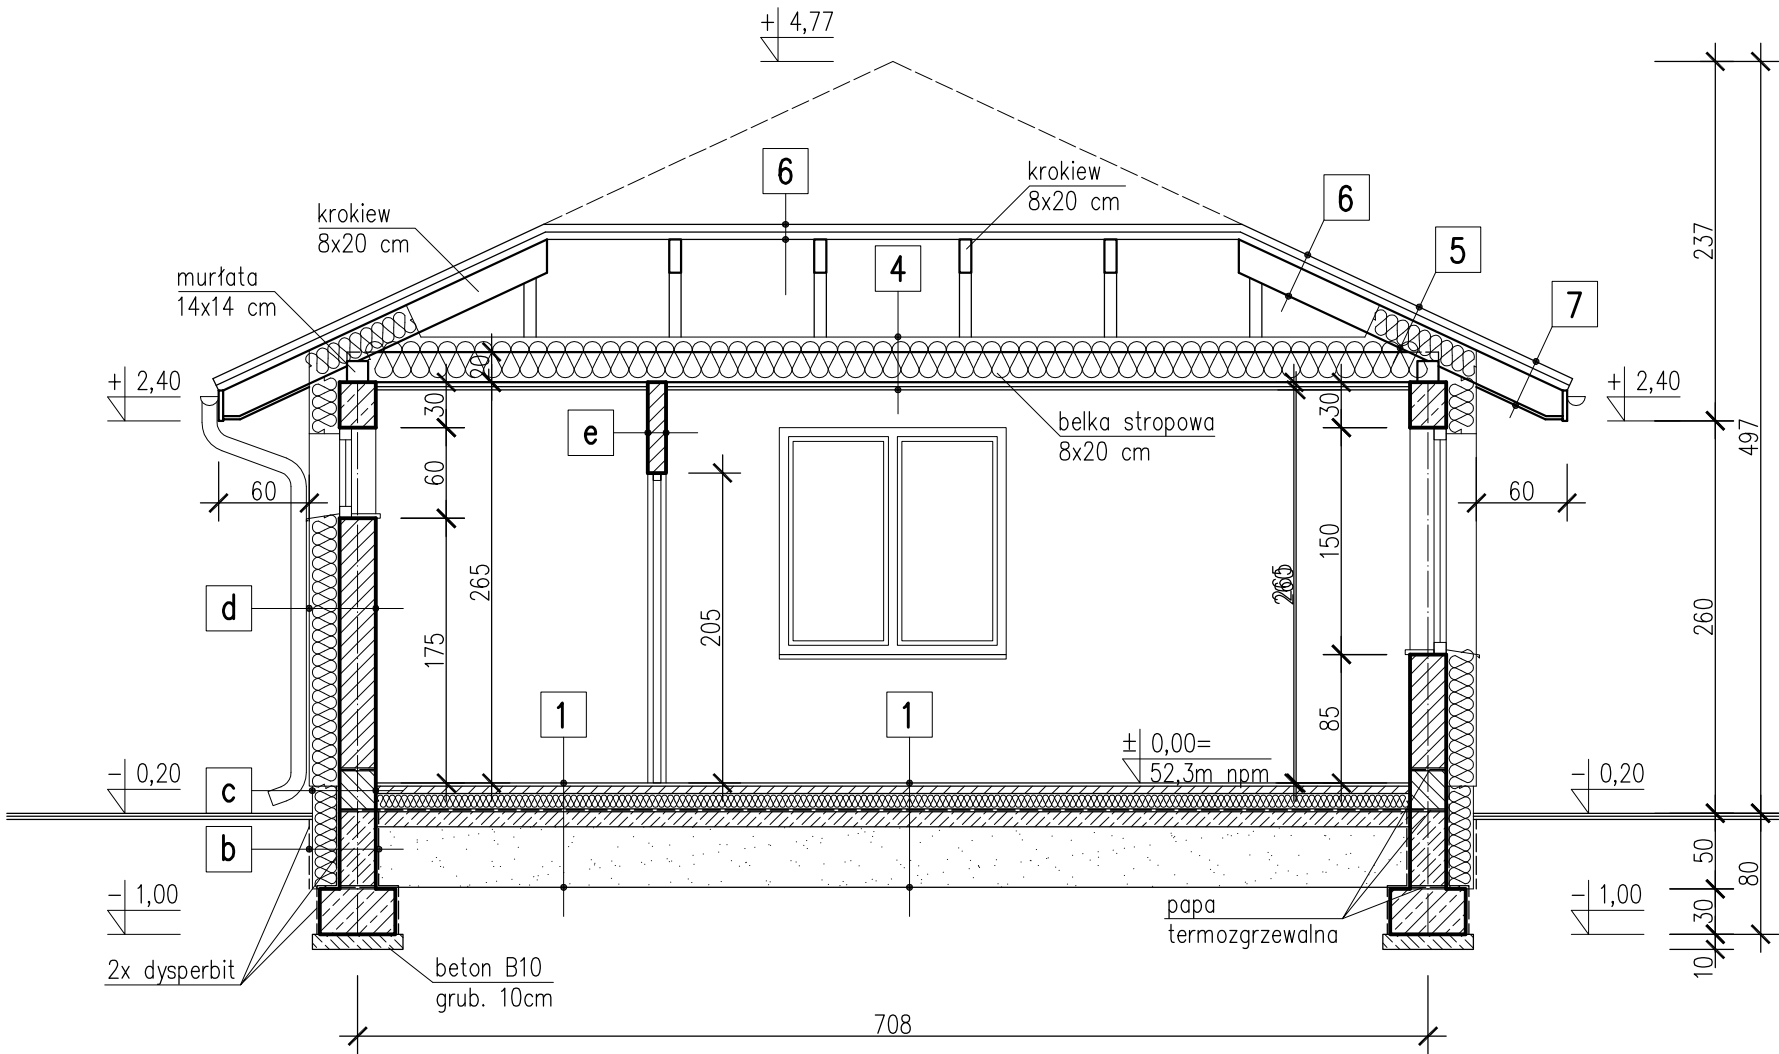 + 4,77
6
krokiew
8x20 cm
6
krokiew
8x20 cm
5
4
237
murłata
14x14 cm
7
20
+ 2,40
+ 2,40
30
30
belka stropowa
8x20 cm
e
497
60
60
60
150
265
d
205
260
175
1
1
85
± 0,00=
52,3m npm
- 0,20
c
- 0,20
b
50
80
- 1,00
papa
termozgrzewalna
- 1,00
30
2x dysperbit
beton B10
grub. 10cm
10
708